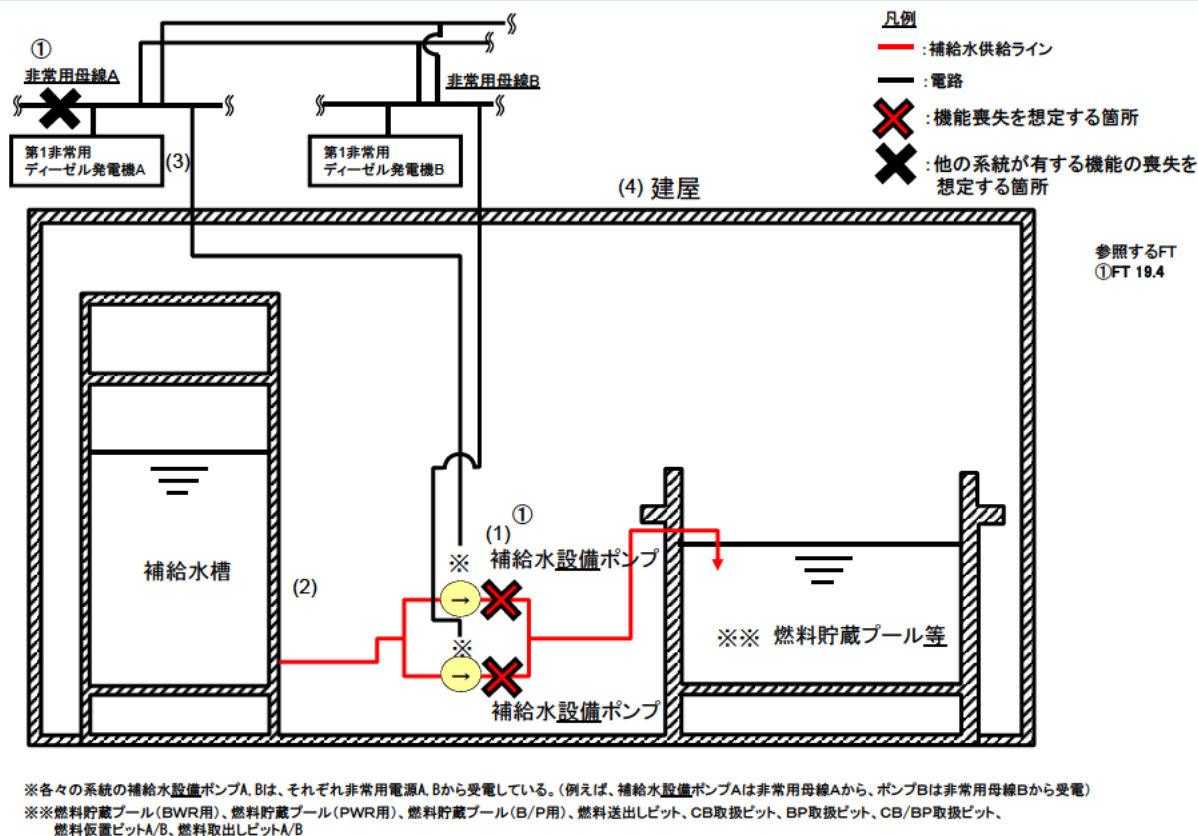 ①
非常用母線A
非常用母線B
第1非常用
ディーゼル発電機A
(3)
第1非常用
ディーゼル発電機B
凡例
:補給水供給ライン
:電路
:機能喪失を想定する箇所
:他の系統が有する機能の喪失を
想定する箇所
(4) 建屋
参照するFT
①FT 19.4
補給水槽
(2)
(1)
①
※
補給水設備ポンプ
→
※
→
補給水設備ポンプ
※※ 燃料貯蔵プール等
※各々の系統の補給水設備ポンプA, Bは、それぞれ非常用電源A, Bから受電している。(例えば、補給水設備ポンプAは非常用母線Aから、ポンプBは非常用母線Bから受電)
※※燃料貯蔵プール(BWR用)、燃料貯蔵プール(PWR用)、燃料貯蔵プール(B/P用)、燃料送出しピット、CB取扱ピット、BP取扱ピット、CB/BP取扱ピット、
燃料仮置ピットA/B、燃料取出しピットA/B